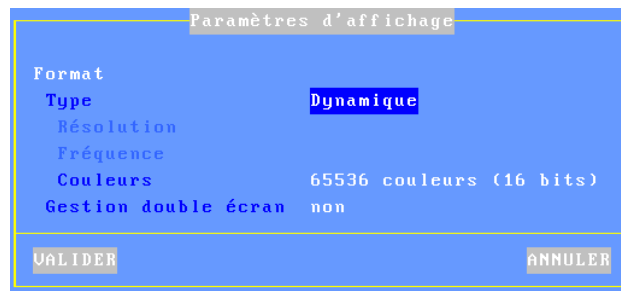 Paramètres d'affichage
Format
Type Dynamique
Résolution
Fréquence
Couleurs 65536 couleurs (16 bits)
Gestion double écran non
VALIDER ANNULER